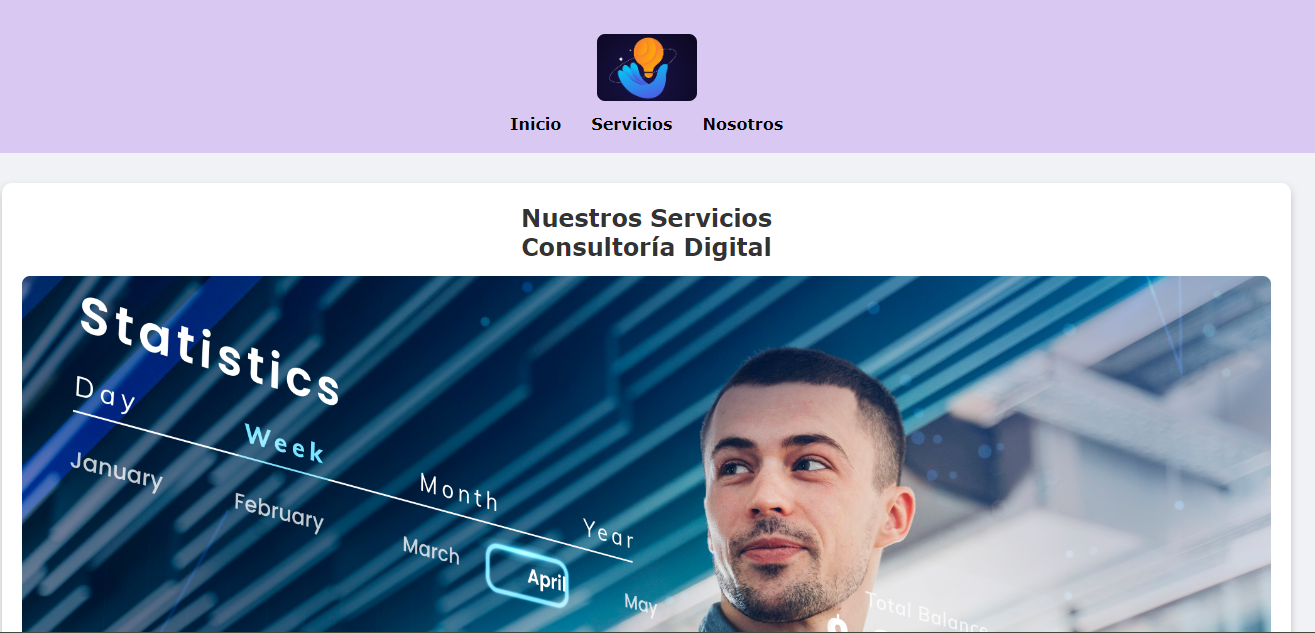 Inicio Servicios Nosotros
Nuestros Servicios
Consultoría Digital
Statistics
Day Week Month Year
January February March April May
Total Balance